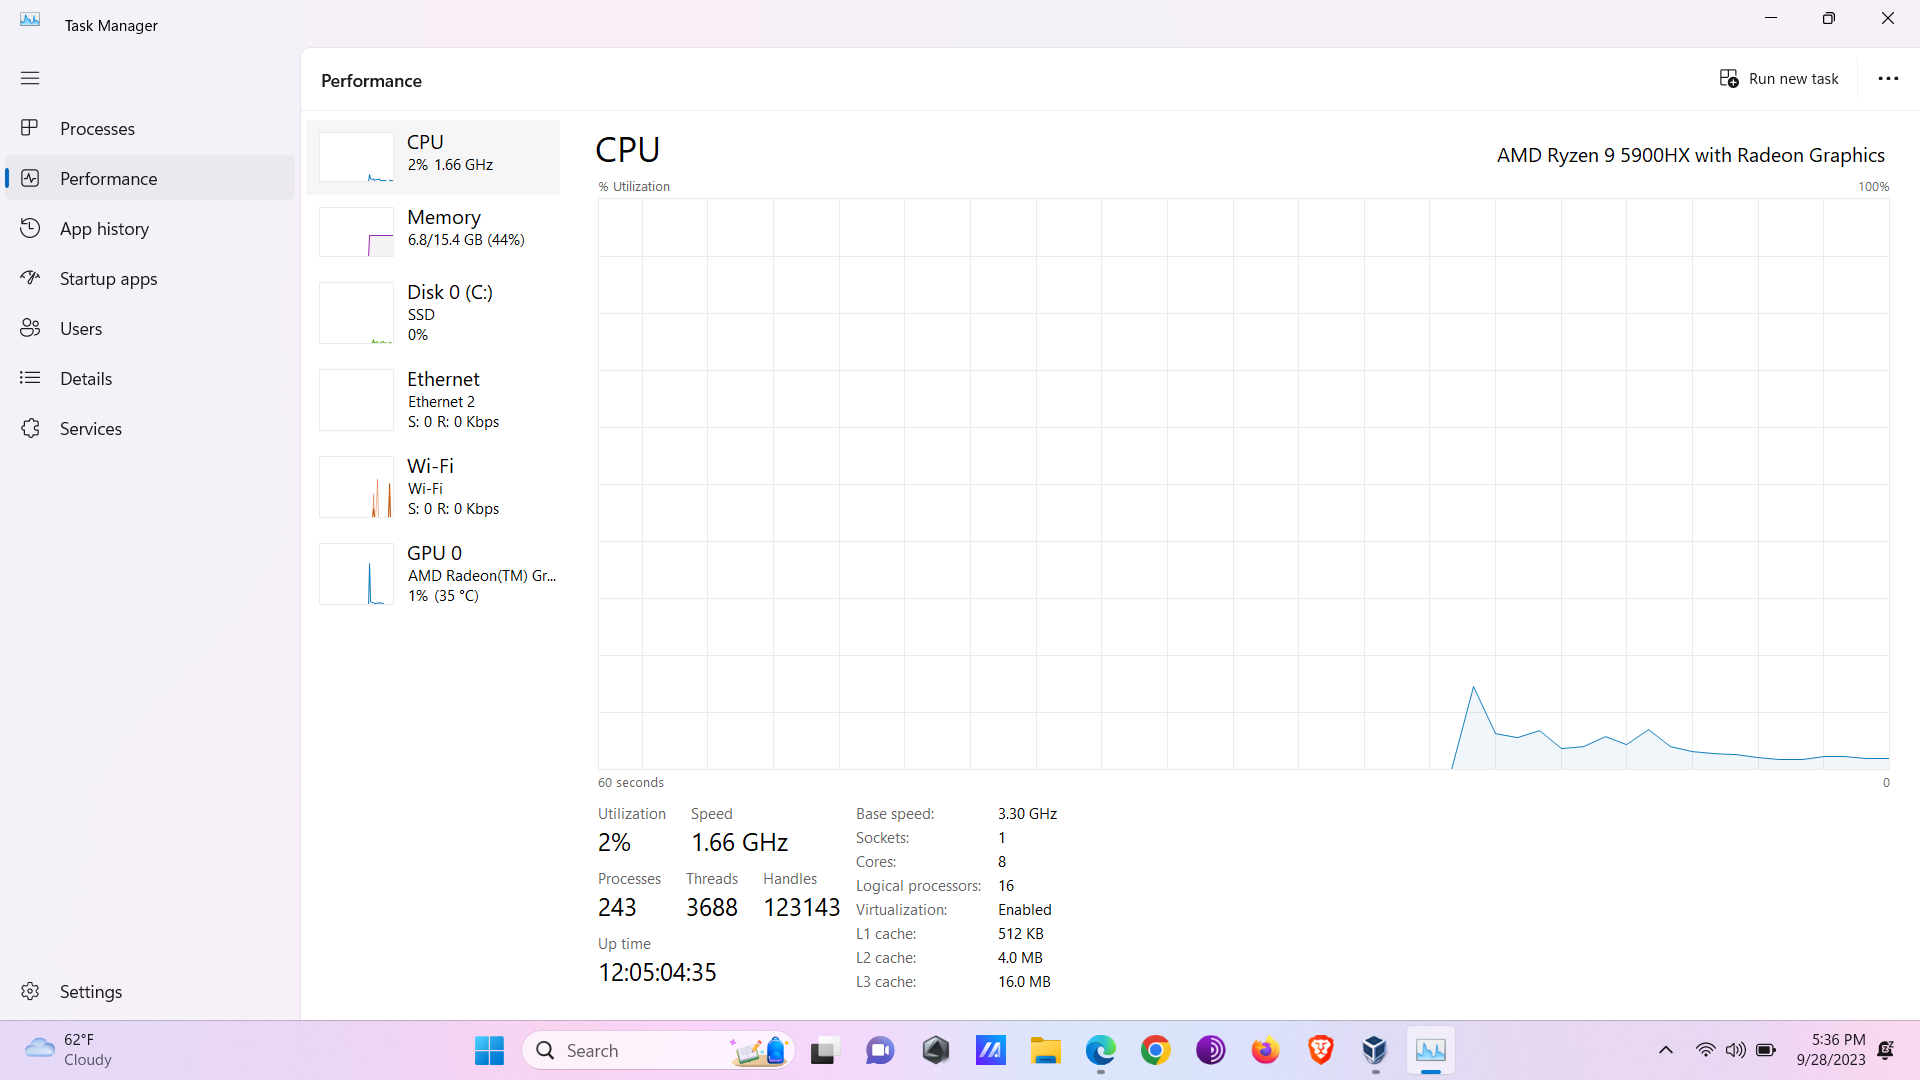 Task Manager
Processes
Performance
App history
Startup apps
Users
Details
Services
Settings
Performance
Run new task
CPU
2% 1.66 GHz
Memory
6.8/15.4 GB (44%)
Disk 0 (C:)
SSD
0%
Ethernet
Ethernet 2
S: 0 R: 0 Kbps
Wi-Fi
Wi-Fi
S: 0 R: 0 Kbps
GPU 0
AMD Radeon(TM) Gr...
1% (35 °C)
CPU
AMD Ryzen 9 5900HX with Radeon Graphics
% Utilization
100%
60 seconds
0
Utilization Speed
2% 1.66 GHz
Processes Threads Handles
243 3688 123143
Up time
12:05:04:35
Base speed: 3.30 GHz
Sockets: 1
Cores: 8
Logical processors: 16
Virtualization: Enabled
L1 cache: 512 KB
L2 cache: 4.0 MB
L3 cache: 16.0 MB
62°F
Cloudy
Search
5:36 PM
9/28/2023